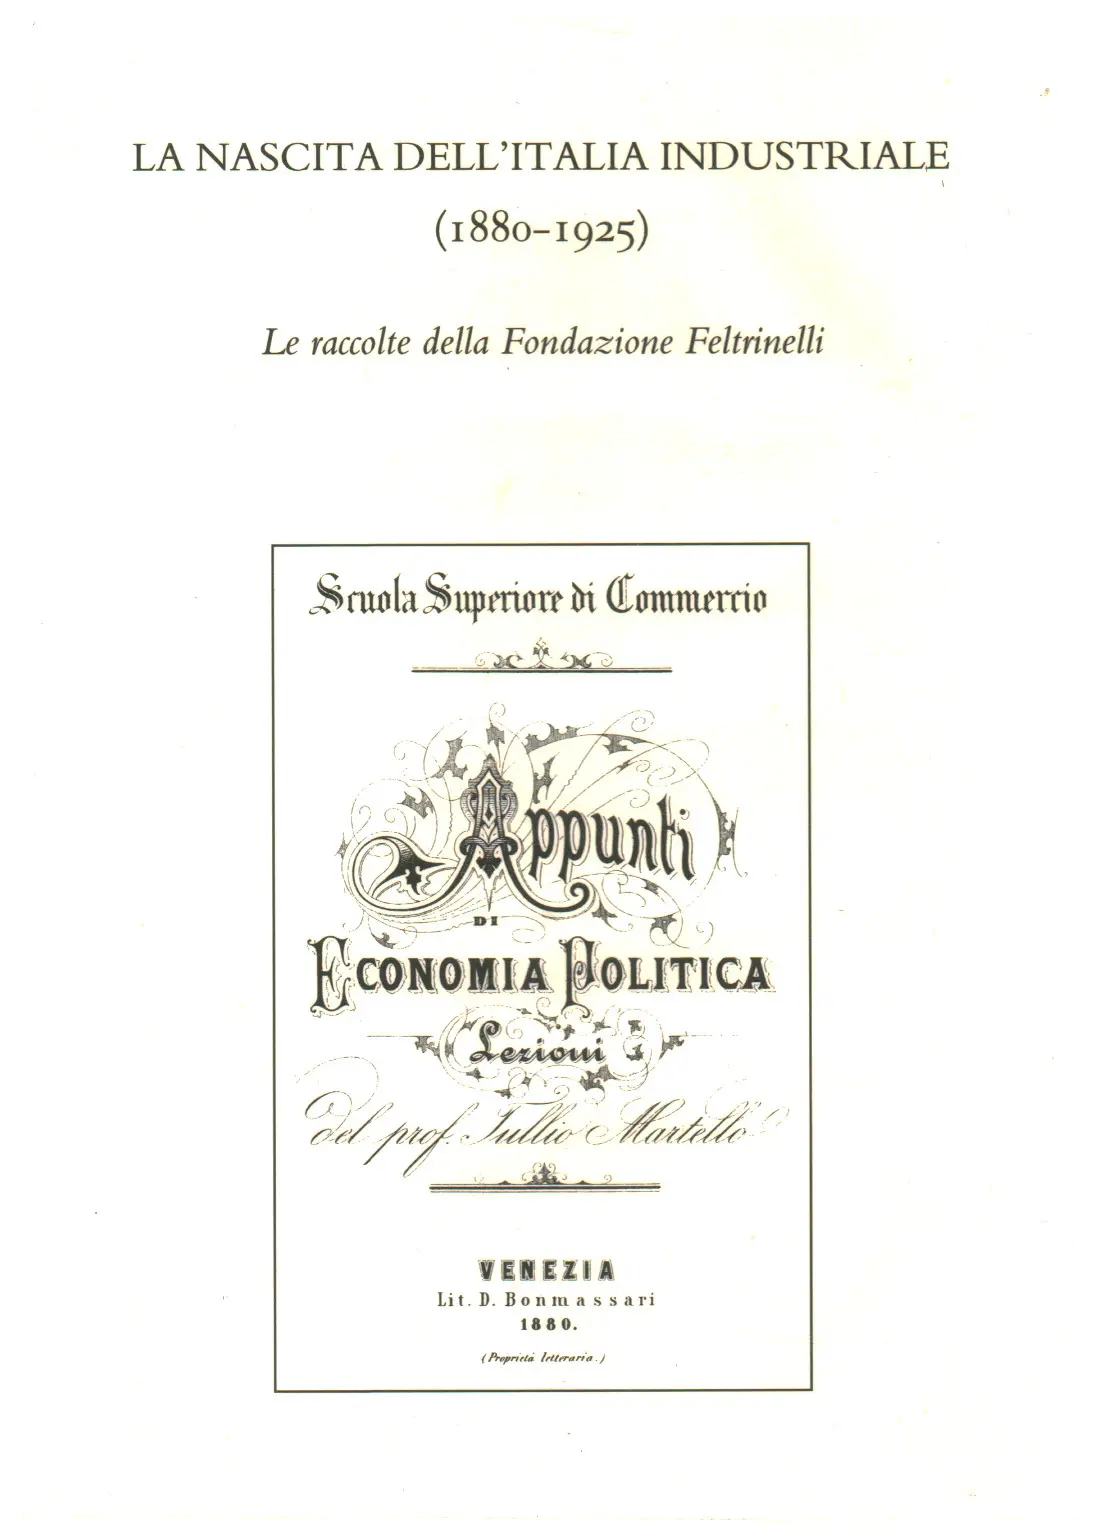 LA NASCITA DELL'ITALIA INDUSTRIALE
(1880–1925)
Le raccolte della Fondazione Feltrinelli
Scuola Superiore di Commercio
Appunti
DI
ECONOMIA POLITICA
Lezioni
del prof. Tullio Martello
VENEZIA
Lit. D. Bonmassari
1880.
(Proprietà letteraria.)